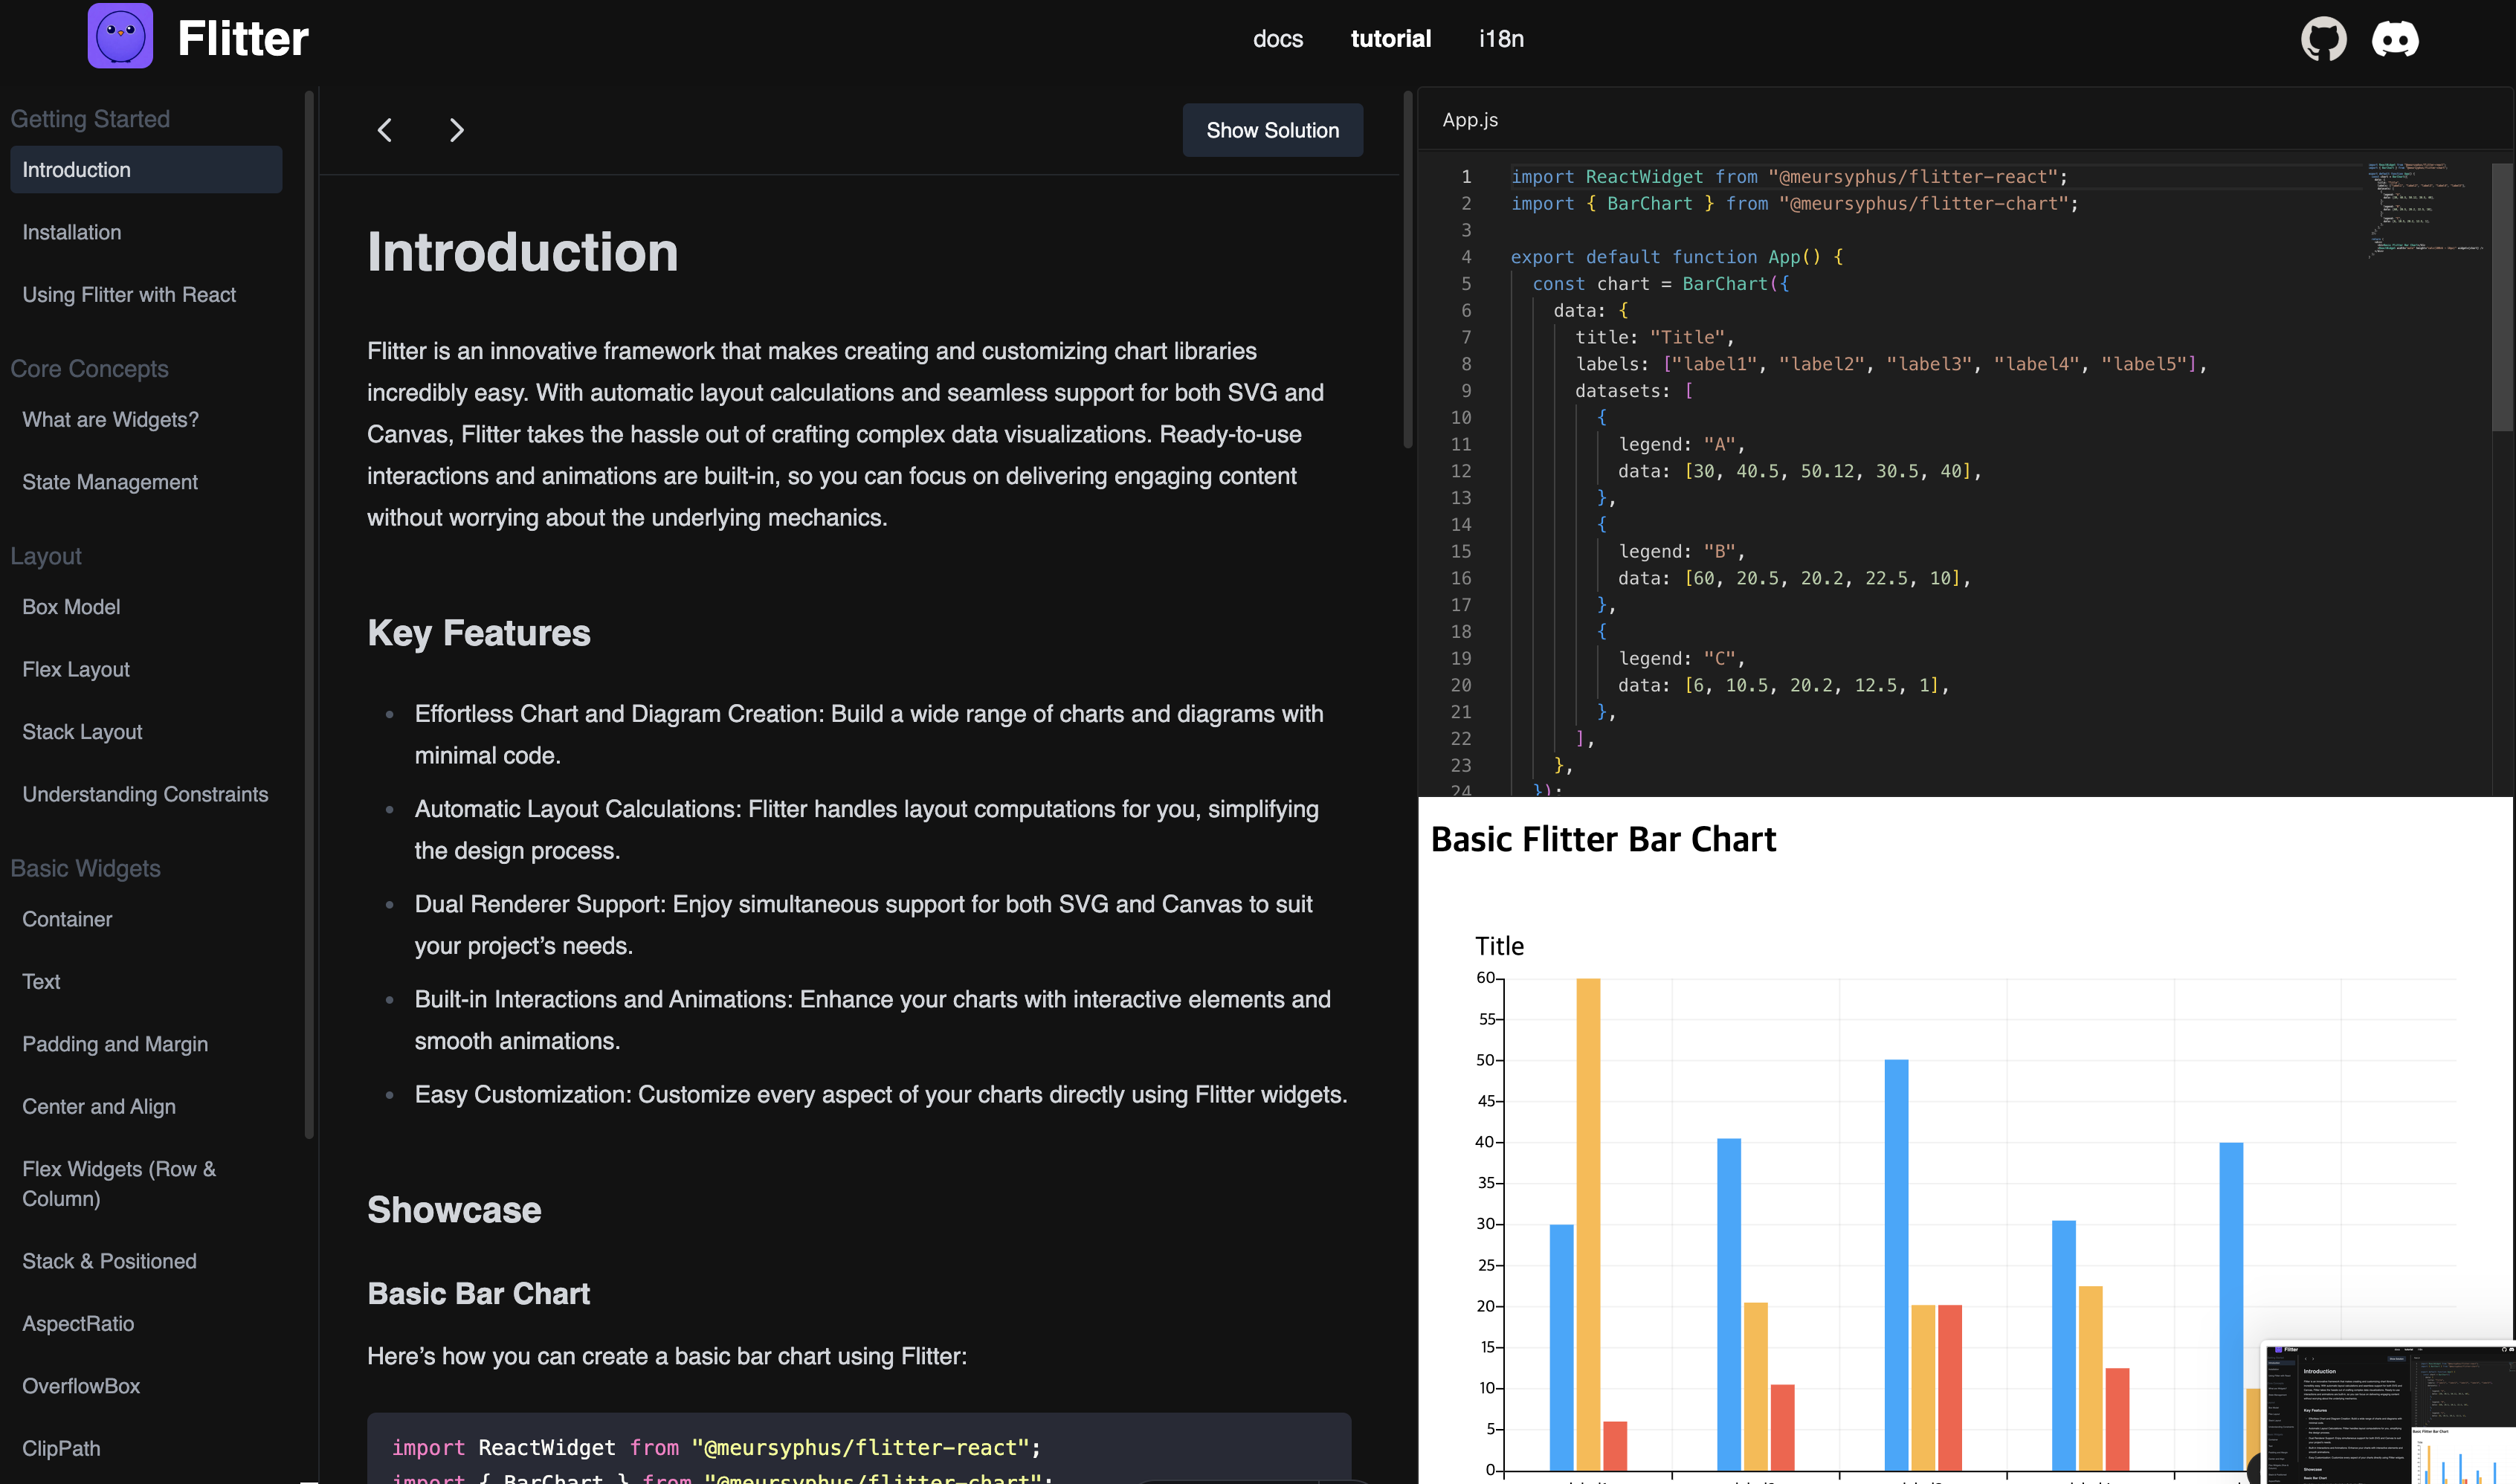 Flitter
docs
tutorial
i18n
Getting Started
Introduction
Installation
Using Flitter with React
Core Concepts
What are Widgets?
State Management
Layout
Box Model
Flex Layout
Stack Layout
Understanding Constraints
Basic Widgets
Container
Text
Padding and Margin
Center and Align
Flex Widgets (Row &
Column)
Stack & Positioned
AspectRatio
OverflowBox
ClipPath
Show Solution
Introduction
Flitter is an innovative framework that makes creating and customizing chart libraries
incredibly easy. With automatic layout calculations and seamless support for both SVG and
Canvas, Flitter takes the hassle out of crafting complex data visualizations. Ready-to-use
interactions and animations are built-in, so you can focus on delivering engaging content
without worrying about the underlying mechanics.
Key Features
Effortless Chart and Diagram Creation: Build a wide range of charts and diagrams with
minimal code.
Automatic Layout Calculations: Flitter handles layout computations for you, simplifying
the design process.
Dual Renderer Support: Enjoy simultaneous support for both SVG and Canvas to suit
your project’s needs.
Built-in Interactions and Animations: Enhance your charts with interactive elements and
smooth animations.
Easy Customization: Customize every aspect of your charts directly using Flitter widgets.
Showcase
Basic Bar Chart
Here’s how you can create a basic bar chart using Flitter:
import ReactWidget from "@meursyphus/flitter-react";
import { BarChart } from "@meursyphus/flitter-chart";
App.js
1 import ReactWidget from "@meursyphus/flitter-react";
2 import { BarChart } from "@meursyphus/flitter-chart";
3
4 export default function App() {
5 const chart = BarChart({
6 data: {
7 title: "Title",
8 labels: ["label1", "label2", "label3", "label4", "label5"],
9 datasets: [
10 {
11 legend: "A",
12 data: [30, 40.5, 50.12, 30.5, 40],
13 },
14 {
15 legend: "B",
16 data: [60, 20.5, 20.2, 22.5, 10],
17 },
18 {
19 legend: "C",
20 data: [6, 10.5, 20.2, 12.5, 1],
21 },
22 ],
23 },
24 });
Basic Flitter Bar Chart
Title
60
55
50
45
40
35
30
25
20
15
10
5
0